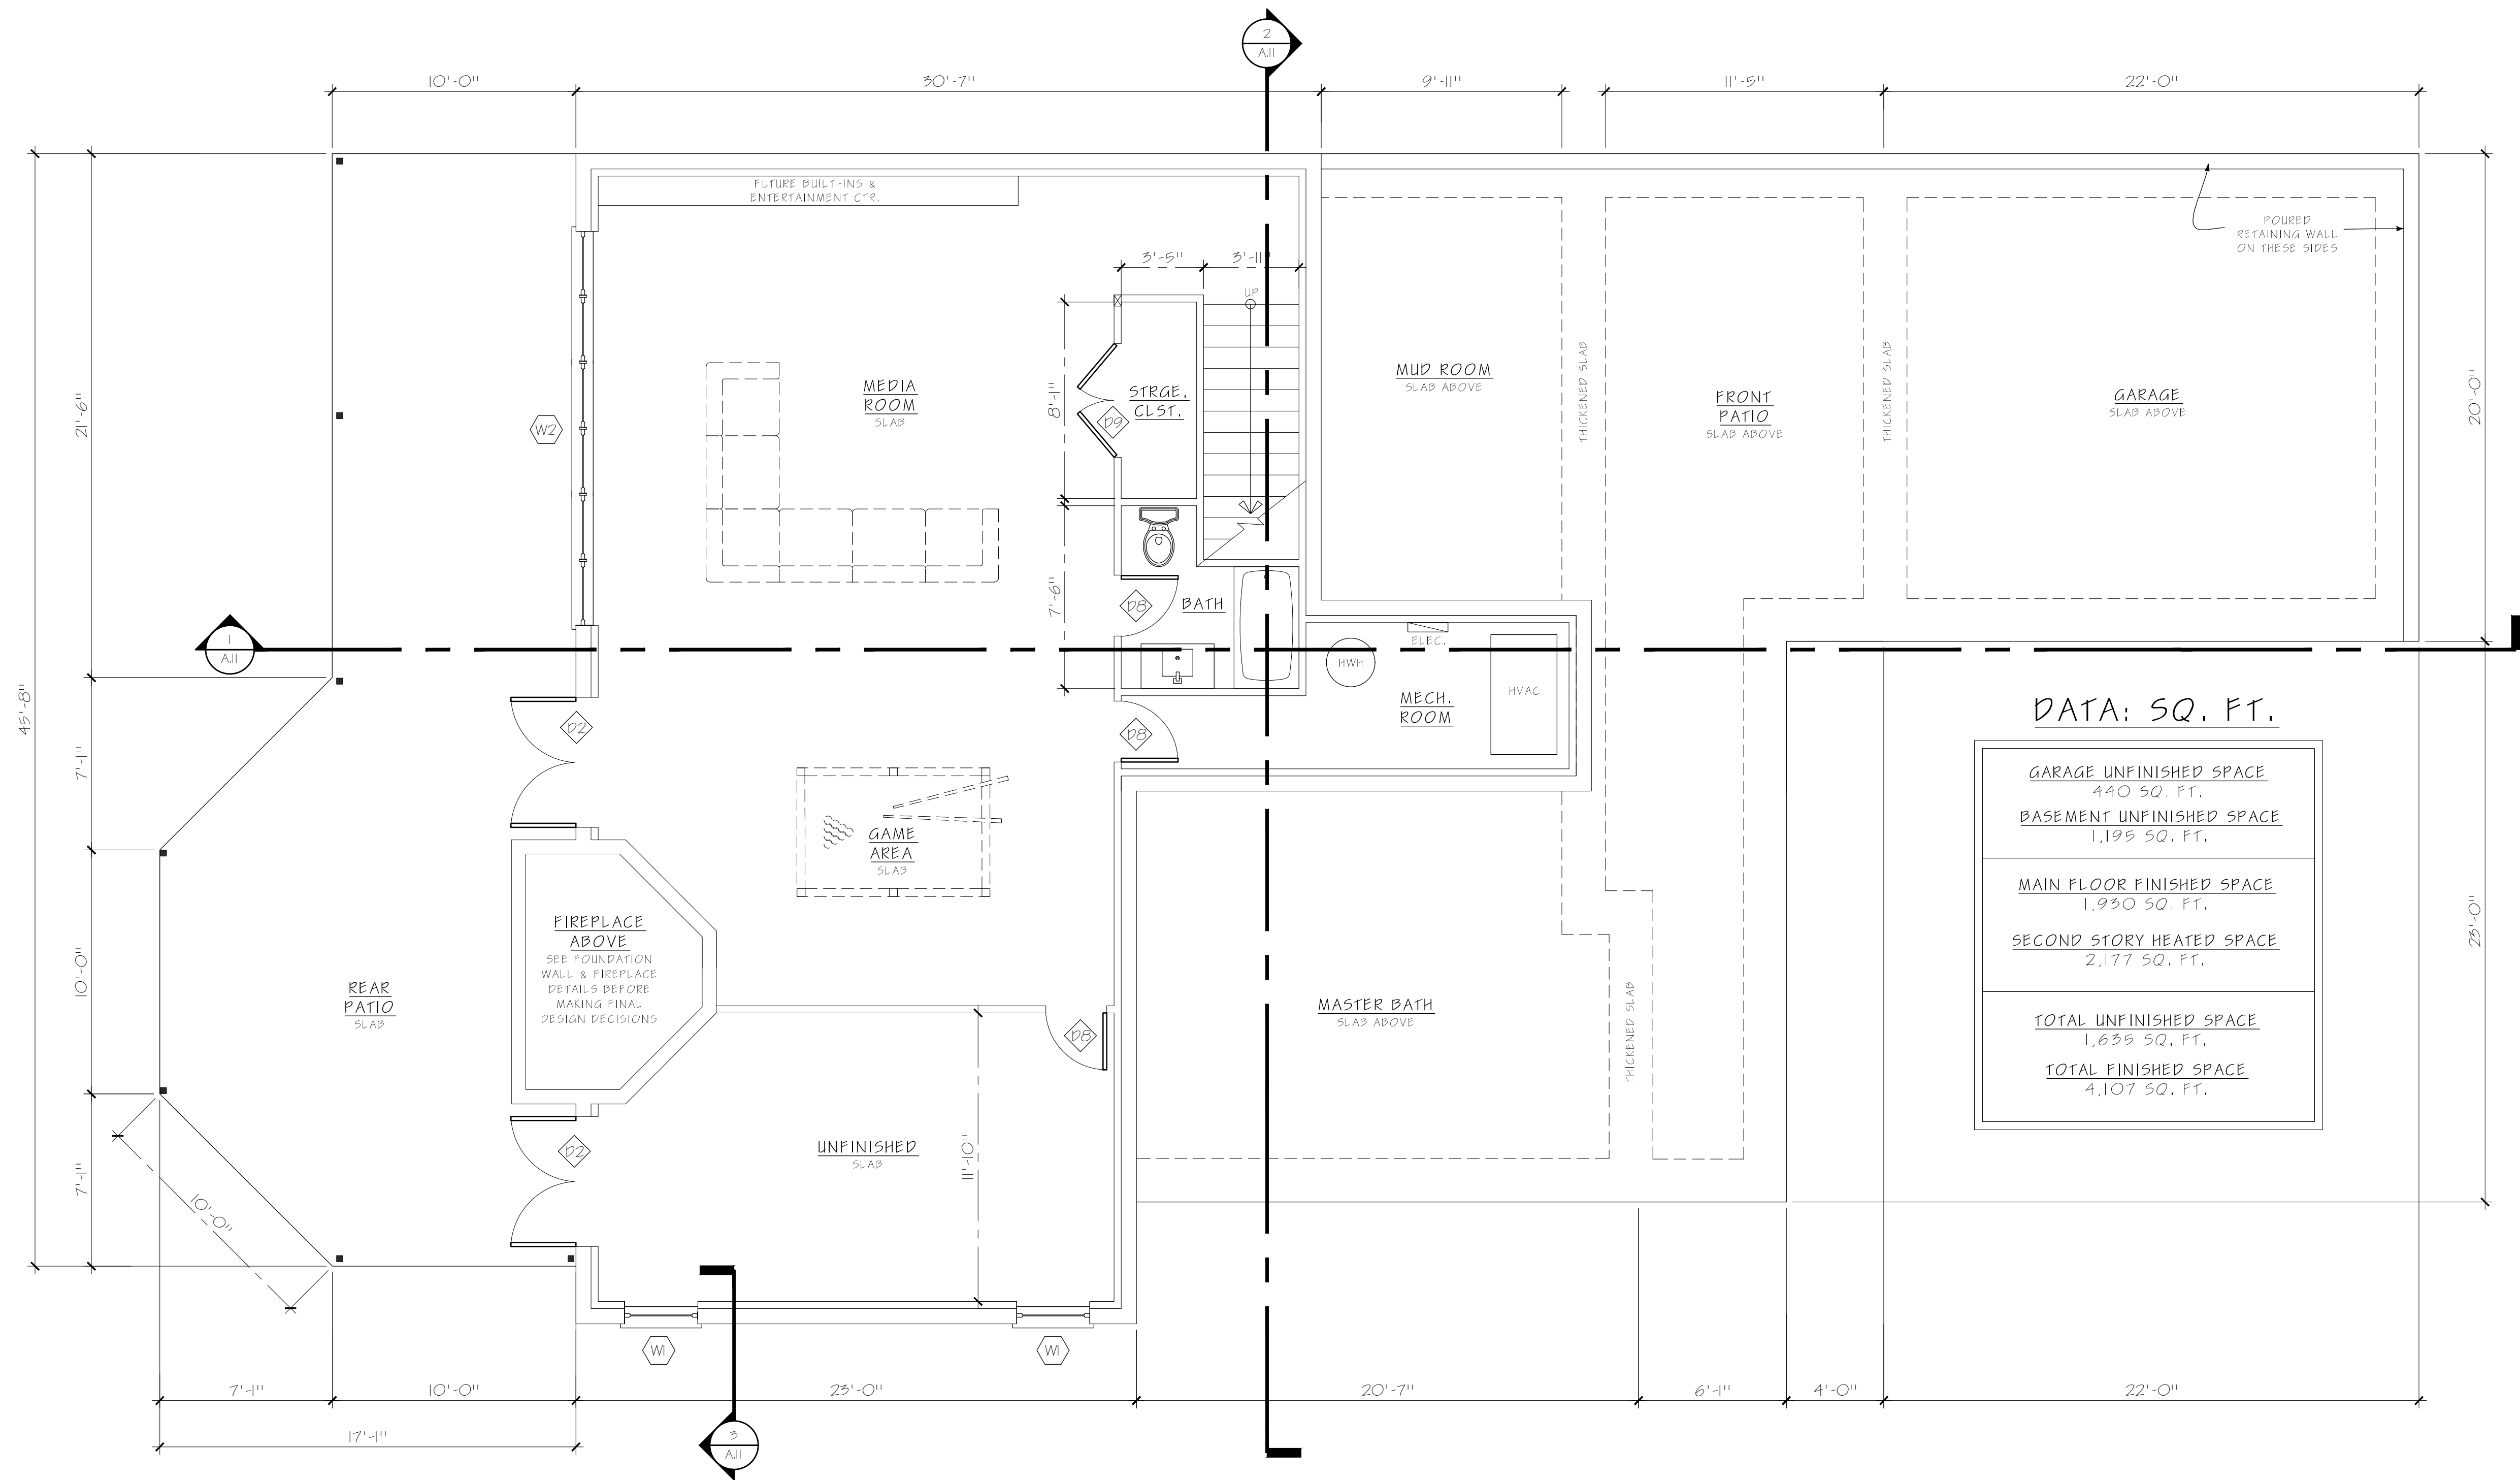 2
A.11
10'-0"
30'-7"
9'-11"
11'-5"
22'-0"
FUTURE BUILT-INS &
ENTERTAINMENT CTR.
POURED
RETAINING WALL
ON THESE SIDES
3'-5"
3'-11"
UP
21'-6"
45'-8"
7'-1"
10'-0"
7'-1"
10'-0"
W2
MEDIA
ROOM
SLAB
8'-1"
STRGE.
CLST.
D9
7'-6"
D8
BATH
MUD ROOM
SLAB ABOVE
THICKENED SLAB
FRONT
PATIO
SLAB ABOVE
THICKENED SLAB
GARAGE
SLAB ABOVE
20'-0"
1
A.11
ELEC.
HWH
HVAC
MECH.
ROOM
D8
D2
GAME
AREA
SLAB
FIREPLACE
ABOVE
SEE FOUNDATION
WALL & FIREPLACE
DETAILS BEFORE
MAKING FINAL
DESIGN DECISIONS
REAR
PATIO
SLAB
D8
D2
UNFINISHED
SLAB
11'-10"
MASTER BATH
SLAB ABOVE
THICKENED SLAB
23'-0"
DATA: SQ. FT.
GARAGE UNFINISHED SPACE
440 SQ. FT.
BASEMENT UNFINISHED SPACE
1,195 SQ. FT.
MAIN FLOOR FINISHED SPACE
1,930 SQ. FT.
SECOND STORY HEATED SPACE
2,177 SQ. FT.
TOTAL UNFINISHED SPACE
1,635 SQ. FT.
TOTAL FINISHED SPACE
4,107 SQ. FT.
W1
W1
7'-1"
10'-0"
23'-0"
20'-7"
6'-1"
4'-0"
22'-0"
17'-1"
3
A.11